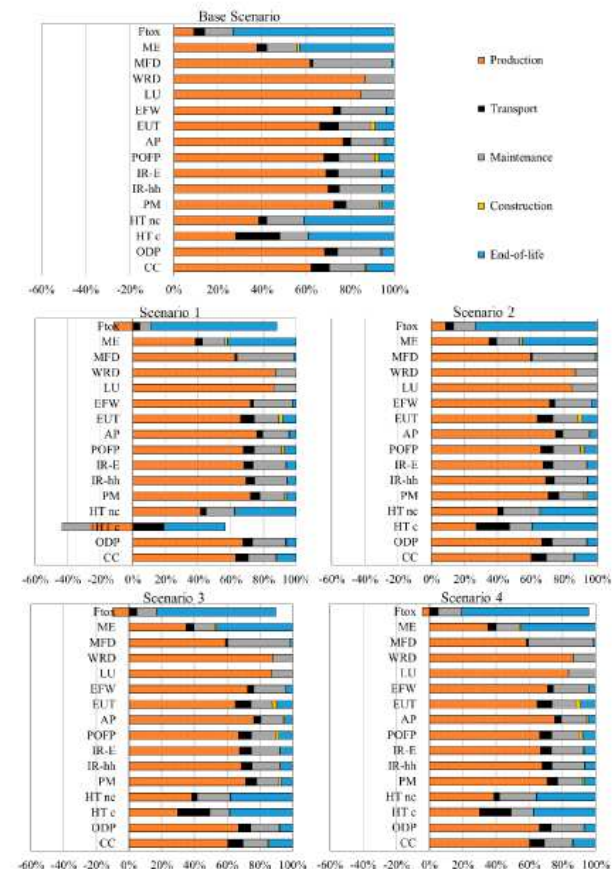 Base Scenario
Ftox
ME
MFD
WRD
LU
EFW
EUT
AP
POFP
IR-E
IR-hh
PM
HT nc
HT c
ODP
CC
-60% -40% -20% 0% 20% 40% 60% 80% 100%
Production
Transport
Maintenance
Construction
End-of-life
Scenario 1
Ftox
ME
MFD
WRD
LU
EFW
EUT
AP
POFP
IR-E
IR-hh
PM
HT nc
HT c
ODP
CC
-60% -40% -20% 0% 20% 40% 60% 80% 100%
Scenario 2
Ftox
ME
MFD
WRD
LU
EFW
EUT
AP
POFP
IR-E
IR-hh
PM
HT nc
HT c
ODP
CC
-60% -40% -20% 0% 20% 40% 60% 80% 100%
Scenario 3
Ftox
ME
MFD
WRD
LU
EFW
EUT
AP
POFP
IR-E
IR-hh
PM
HT nc
HT c
ODP
CC
-60% -40% -20% 0% 20% 40% 60% 80% 100%
Scenario 4
Ftox
ME
MFD
WRD
LU
EFW
EUT
AP
POFP
IR-E
IR-hh
PM
HT nc
HT c
ODP
CC
-60% -40% -20% 0% 20% 40% 60% 80% 100%